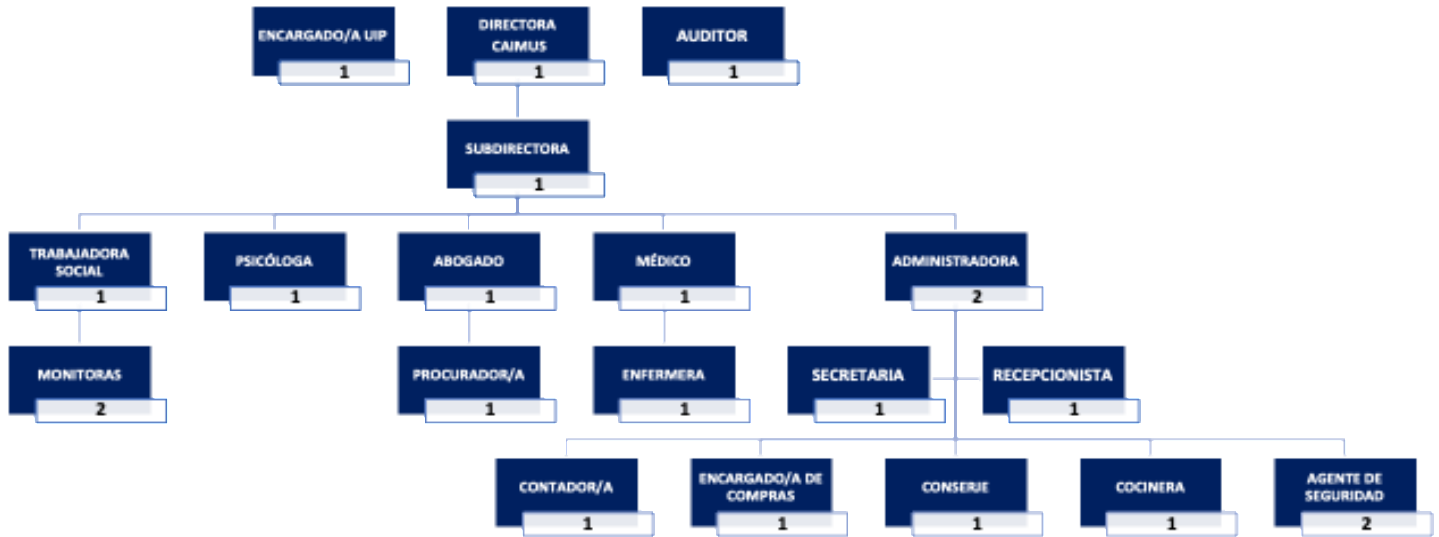 ENCARGADO/A UIP
1
DIRECTORA
CAIMUS
1
AUDITOR
1
SUBDIRECTORA
1
TRABAJADORA
SOCIAL
1
PSICÓLOGA
1
ABOGADO
1
MÉDICO
1
ADMINISTRADORA
2
MONITORAS
2
PROCURADOR/A
1
ENFERMERA
1
SECRETARIA
1
RECEPCIONISTA
1
CONTADOR/A
1
ENCARGADO/A DE
COMPRAS
1
CONSERJE
1
COCINERA
1
AGENTE DE
SEGURIDAD
2